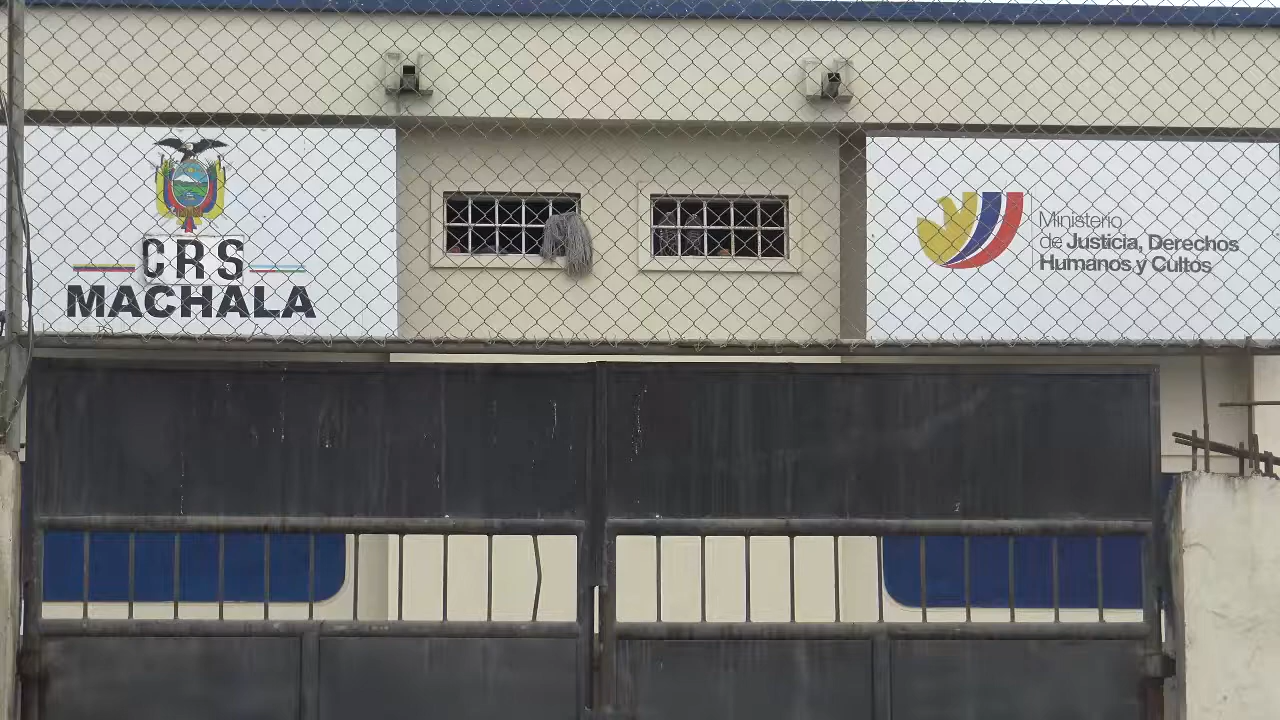 CRS
MACHALA
Ministerio
de Justicia, Derechos
Humanos y Cultos